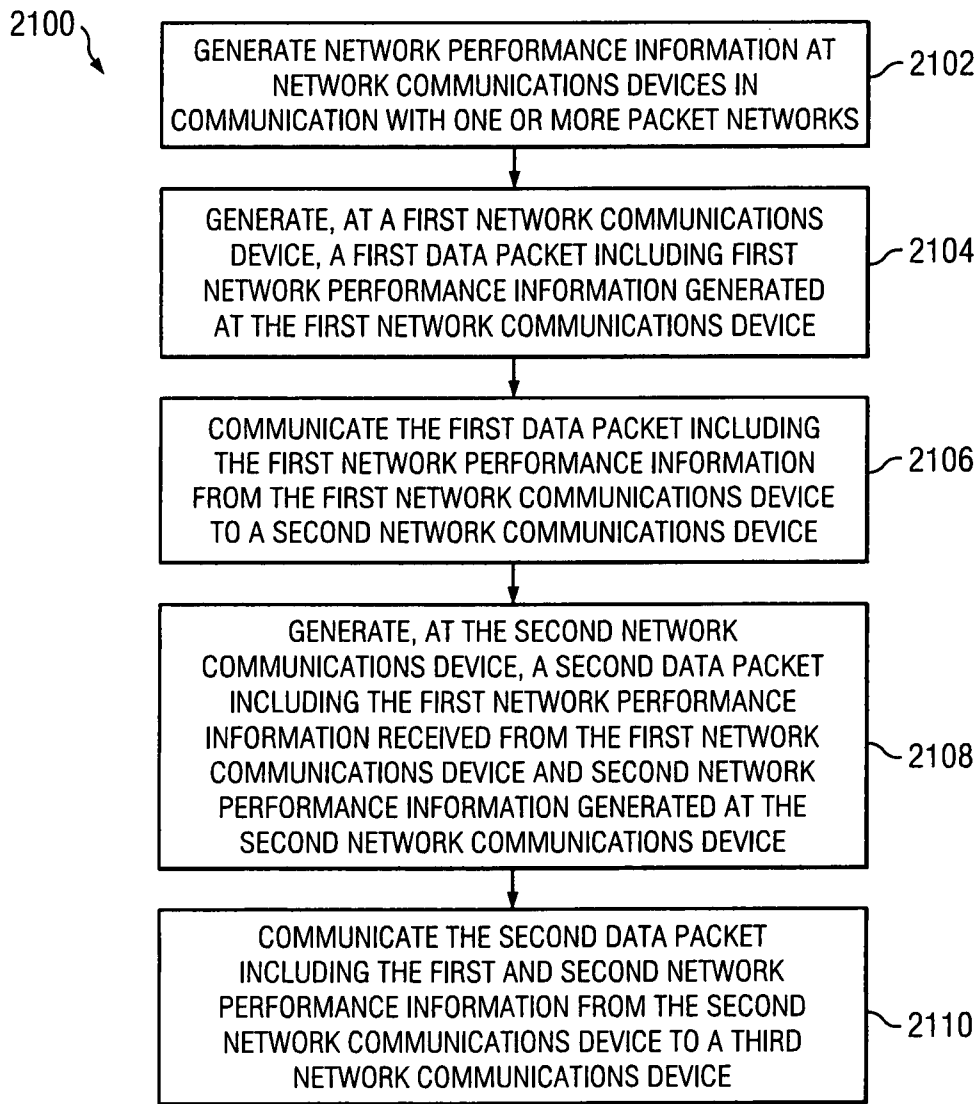 2100
GENERATE NETWORK PERFORMANCE INFORMATION AT
NETWORK COMMUNICATIONS DEVICES IN
COMMUNICATION WITH ONE OR MORE PACKET NETWORKS
2102
GENERATE, AT A FIRST NETWORK COMMUNICATIONS
DEVICE, A FIRST DATA PACKET INCLUDING FIRST
NETWORK PERFORMANCE INFORMATION GENERATED
AT THE FIRST NETWORK COMMUNICATIONS DEVICE
2104
COMMUNICATE THE FIRST DATA PACKET INCLUDING
THE FIRST NETWORK PERFORMANCE INFORMATION
FROM THE FIRST NETWORK COMMUNICATIONS DEVICE
TO A SECOND NETWORK COMMUNICATIONS DEVICE
2106
GENERATE, AT THE SECOND NETWORK
COMMUNICATIONS DEVICE, A SECOND DATA PACKET
INCLUDING THE FIRST NETWORK PERFORMANCE
INFORMATION RECEIVED FROM THE FIRST NETWORK
COMMUNICATIONS DEVICE AND SECOND NETWORK
PERFORMANCE INFORMATION GENERATED AT THE
SECOND NETWORK COMMUNICATIONS DEVICE
2108
COMMUNICATE THE SECOND DATA PACKET
INCLUDING THE FIRST AND SECOND NETWORK
PERFORMANCE INFORMATION FROM THE SECOND
NETWORK COMMUNICATIONS DEVICE TO A THIRD
NETWORK COMMUNICATIONS DEVICE
2110